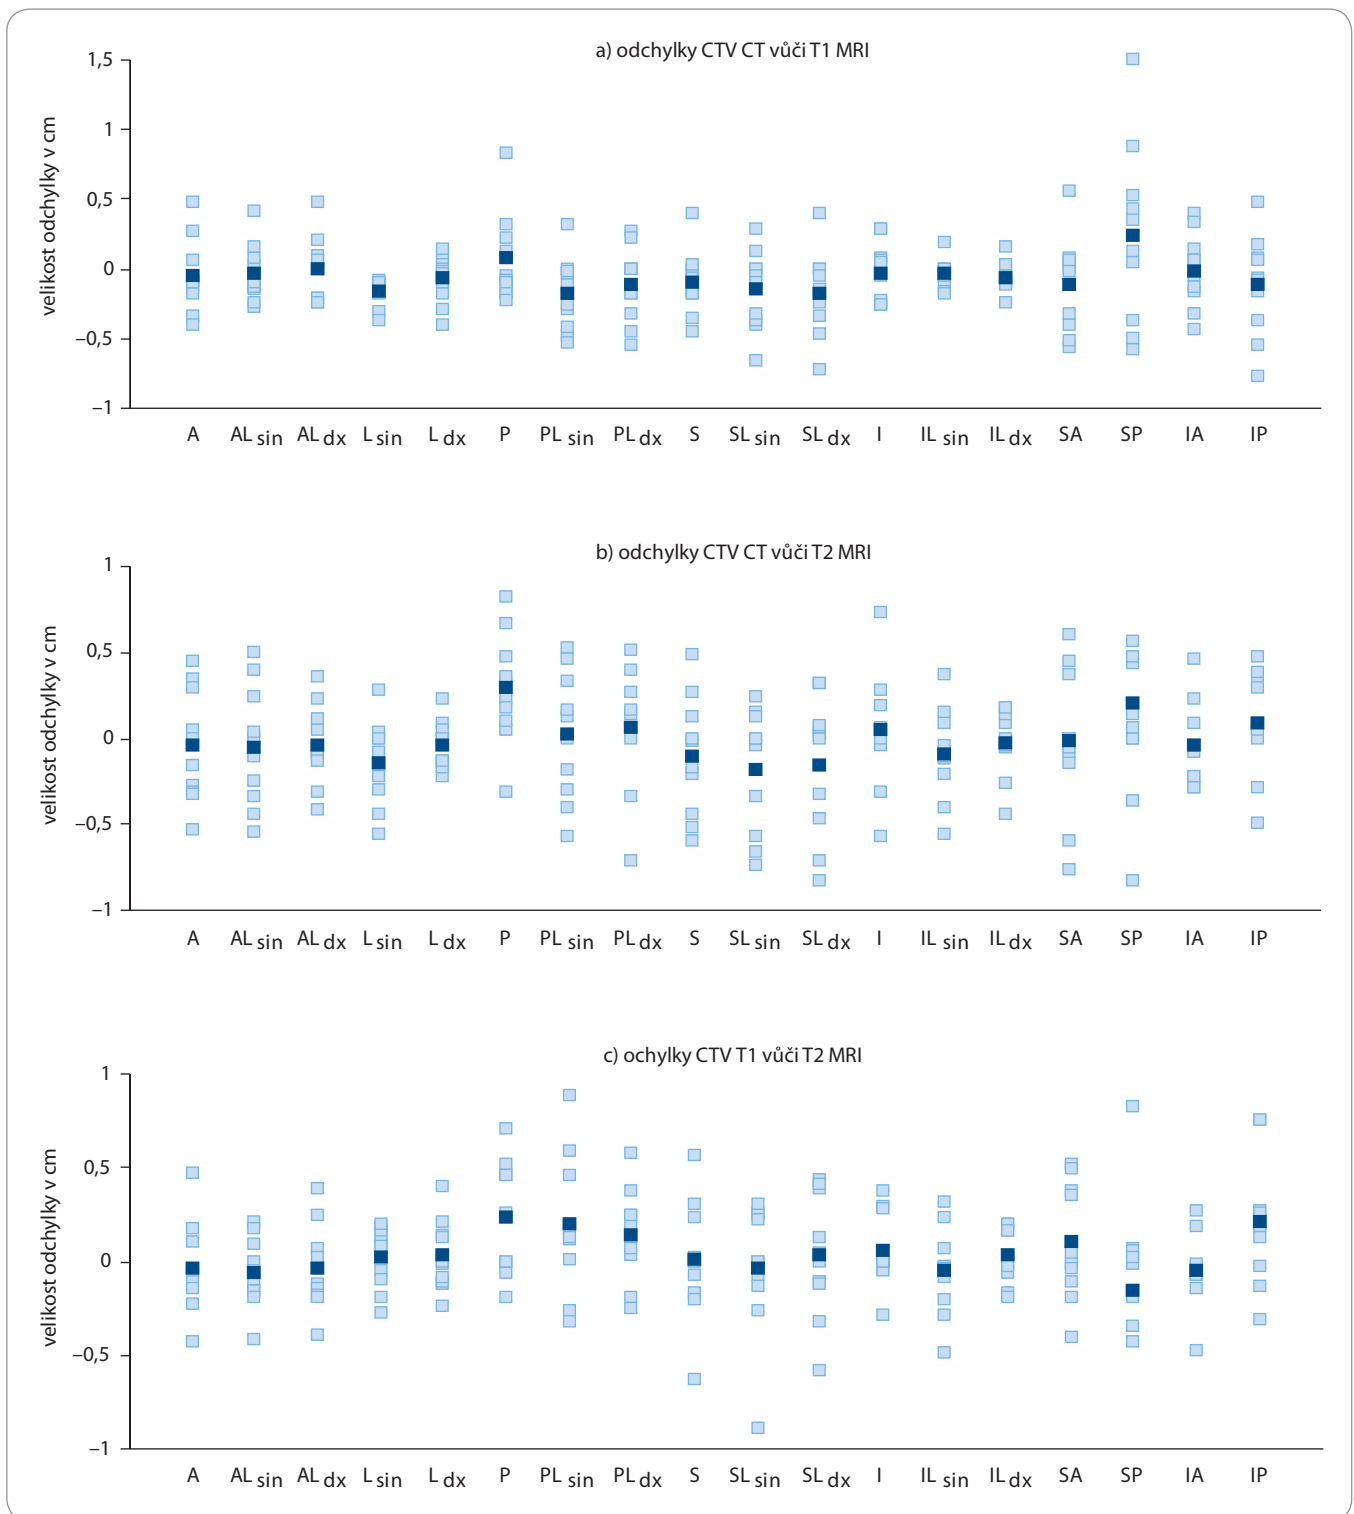 a) odchylky CTV CT vůči T1 MRI
velikost odchylky v cm
1,5
1
0,5
0
–0,5
–1
A AL sin AL dx L sin L dx P PL sin PL dx S SL sin SL dx I IL sin IL dx SA SP IA IP
b) odchylky CTV CT vůči T2 MRI
velikost odchylky v cm
1
0,5
0
–0,5
–1
A AL sin AL dx L sin L dx P PL sin PL dx S SL sin SL dx I IL sin IL dx SA SP IA IP
c) ochylky CTV T1 vůči T2 MRI
velikost odchylky v cm
1
0,5
0
–0,5
–1
A AL sin AL dx L sin L dx P PL sin PL dx S SL sin SL dx I IL sin IL dx SA SP IA IP